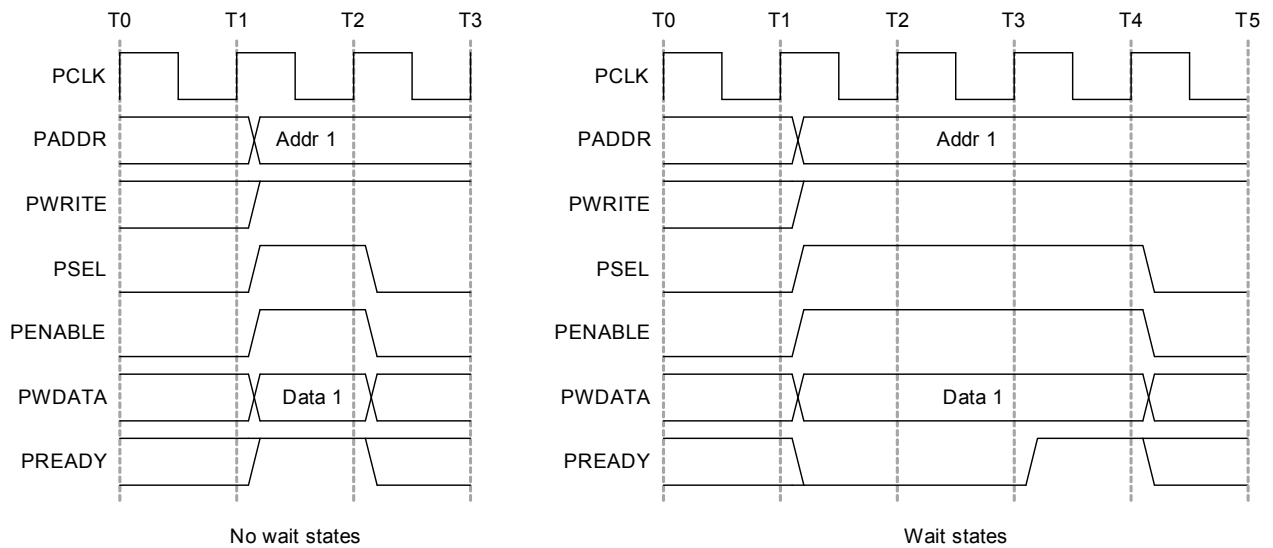 T0 T1 T2 T3 T0 T1 T2 T3 T4 T5
PCLK PCLK
PADDR Addr 1 PADDR Addr 1
PWRITE PWRITE
PSEL PSEL
PENABLE PENABLE
PWDATA Data 1 PWDATA Data 1
PREADY PREADY
No wait states Wait states